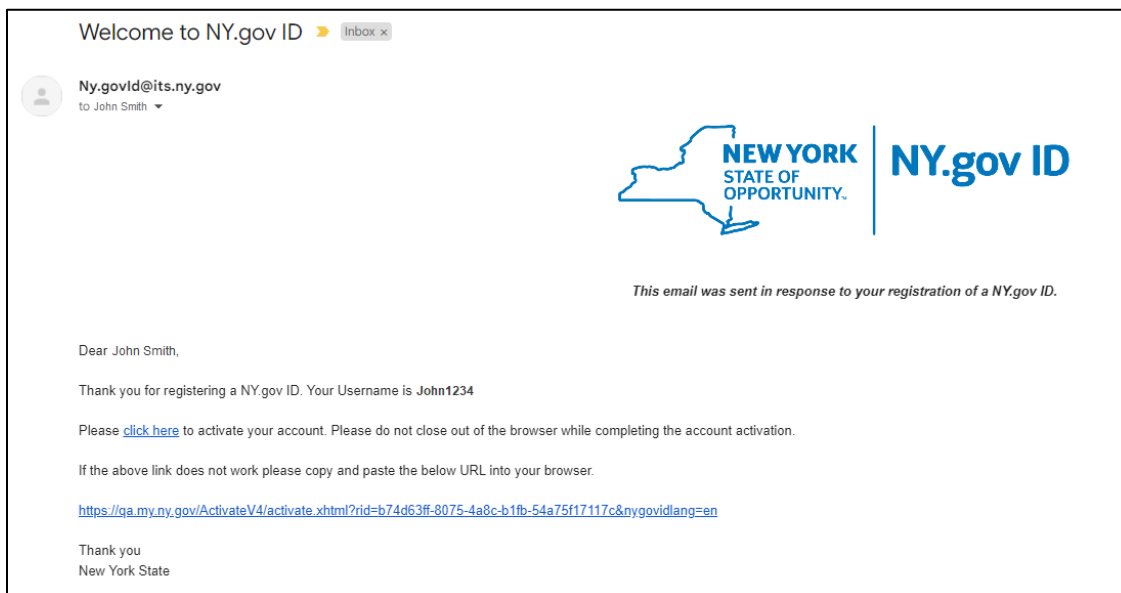 Welcome to NY.gov ID
Inbox ×
Ny.govId@its.ny.gov
to John Smith
NEW YORK
STATE OF
OPPORTUNITY™
NY.gov ID
This email was sent in response to your registration of a NY.gov ID.
Dear John Smith,
Thank you for registering a NY.gov ID. Your Username is John1234
Please click here to activate your account. Please do not close out of the browser while completing the account activation.
If the above link does not work please copy and paste the below URL into your browser.
https://qa.my.ny.gov/ActivateV4/activate.xhtml?rid=b74d63ff-8075-4a8c-b1fb-54a75f17117c&nygovidlang=en
Thank you
New York State